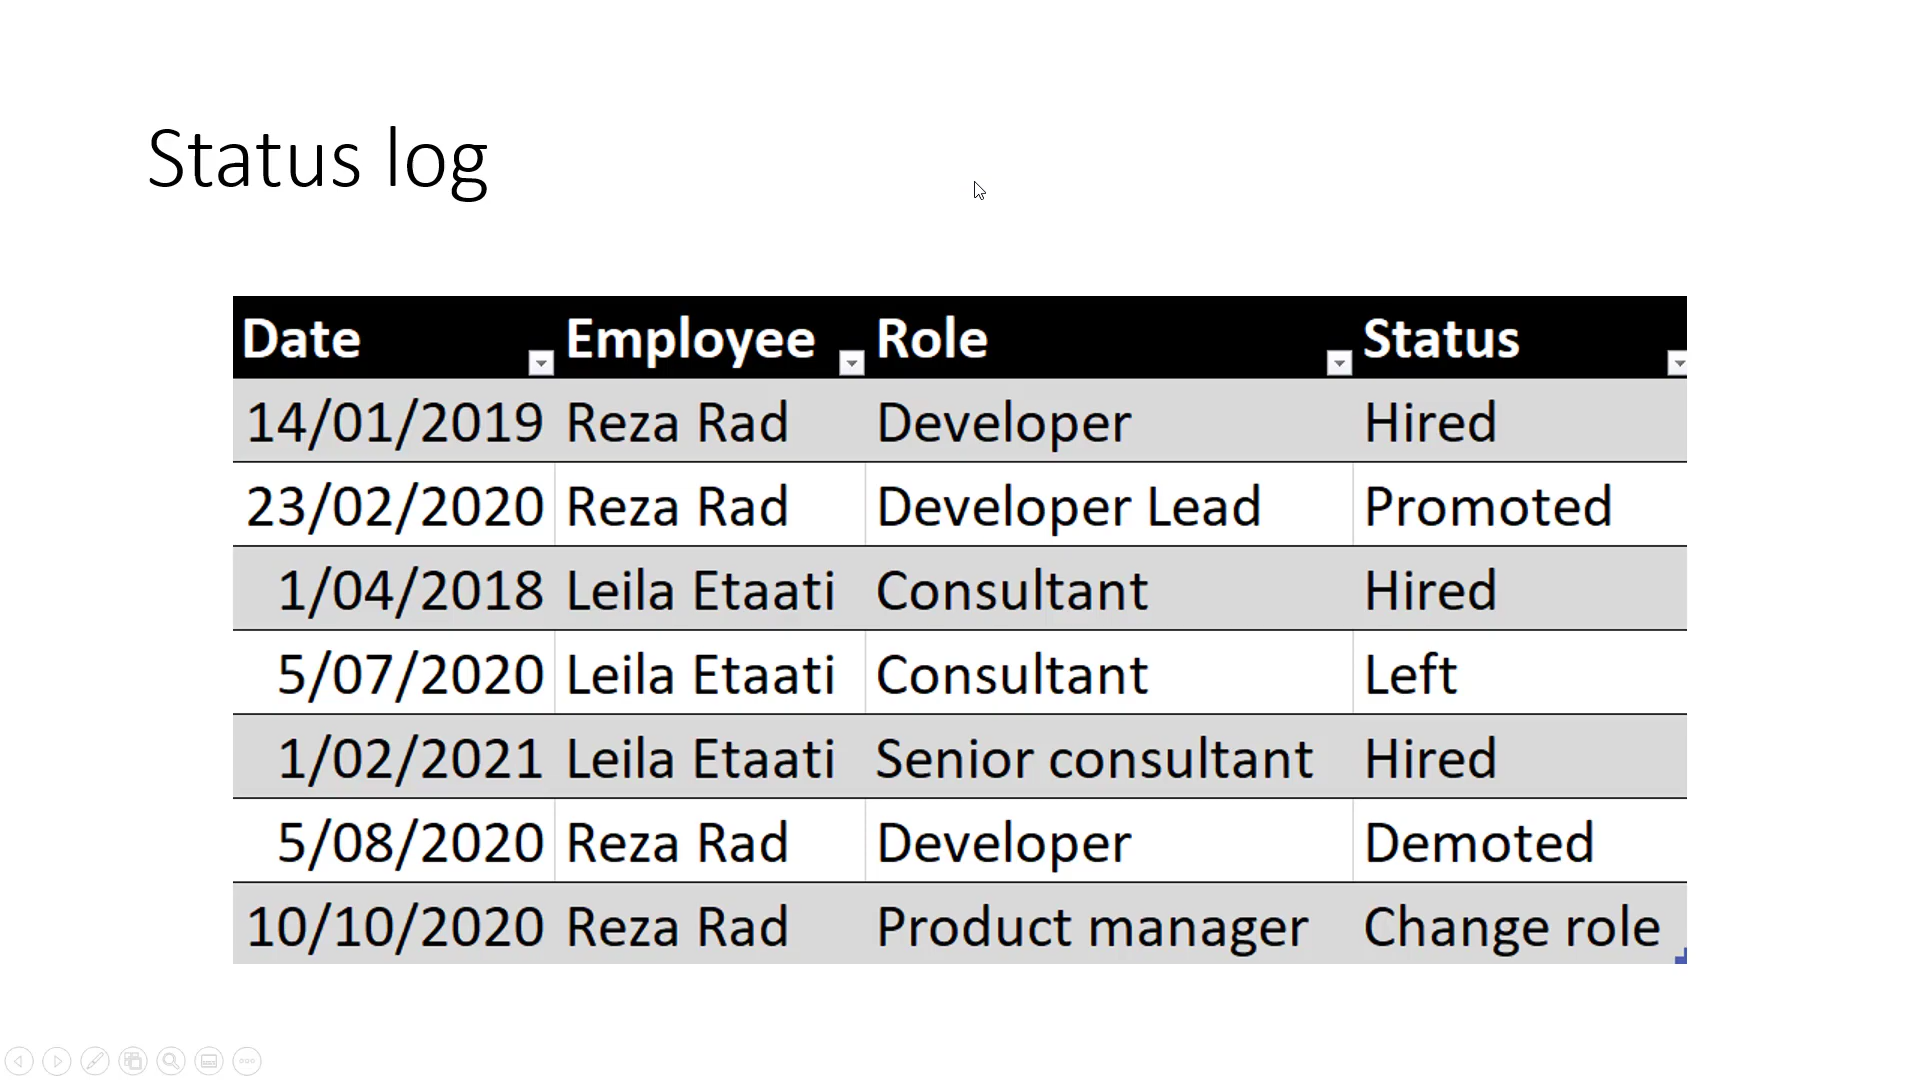 Status log
Date Employee Role Status
14/01/2019 Reza Rad Developer Hired
23/02/2020 Reza Rad Developer Lead Promoted
1/04/2018 Leila Etaati Consultant Hired
5/07/2020 Leila Etaati Consultant Left
1/02/2021 Leila Etaati Senior consultant Hired
5/08/2020 Reza Rad Developer Demoted
10/10/2020 Reza Rad Product manager Change role